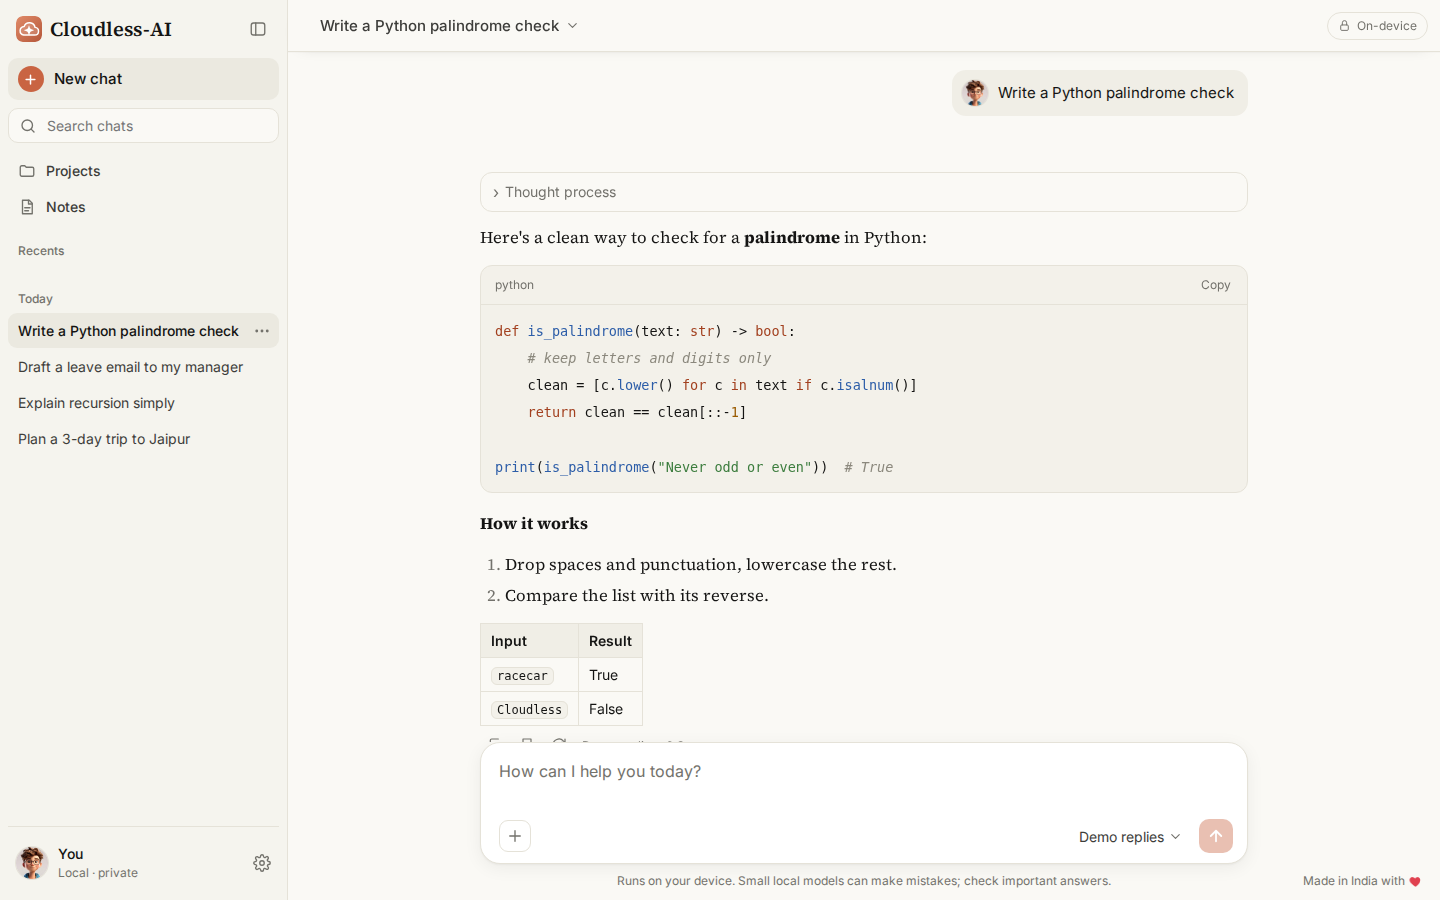 Cloudless-AI
New chat
Search chats
Projects
Notes
Recents
Today
Write a Python palindrome check
Draft a leave email to my manager
Explain recursion simply
Plan a 3-day trip to Jaipur
You
Local · private
Write a Python palindrome check
On-device
Write a Python palindrome check
Thought process
Here's a clean way to check for a palindrome in Python:
python
Copy
def is_palindrome(text: str) -> bool:
    # keep letters and digits only
    clean = [c.lower() for c in text if c.isalnum()]
    return clean == clean[::-1]
print(is_palindrome("Never odd or even"))  # True
How it works
1. Drop spaces and punctuation, lowercase the rest.
2. Compare the list with its reverse.
Input Result
racecar True
Cloudless False
How can I help you today?
Demo replies
Runs on your device. Small local models can make mistakes; check important answers.
Made in India with